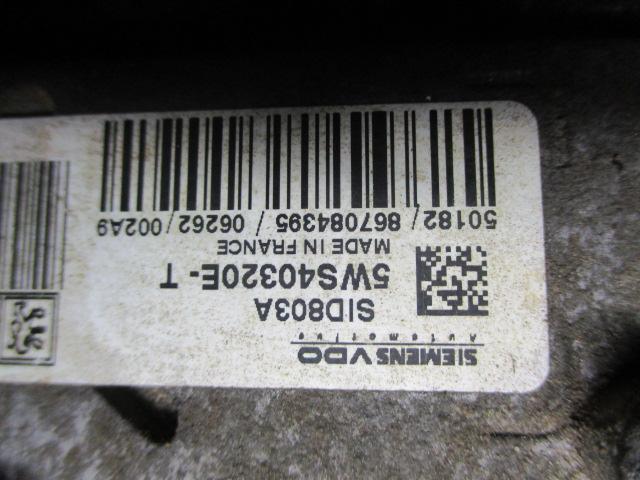 SIEMENS VDO
Automotive
SID803A
5WS40320E-T
MADE IN FRANCE
50182/867084395/06262/002A9